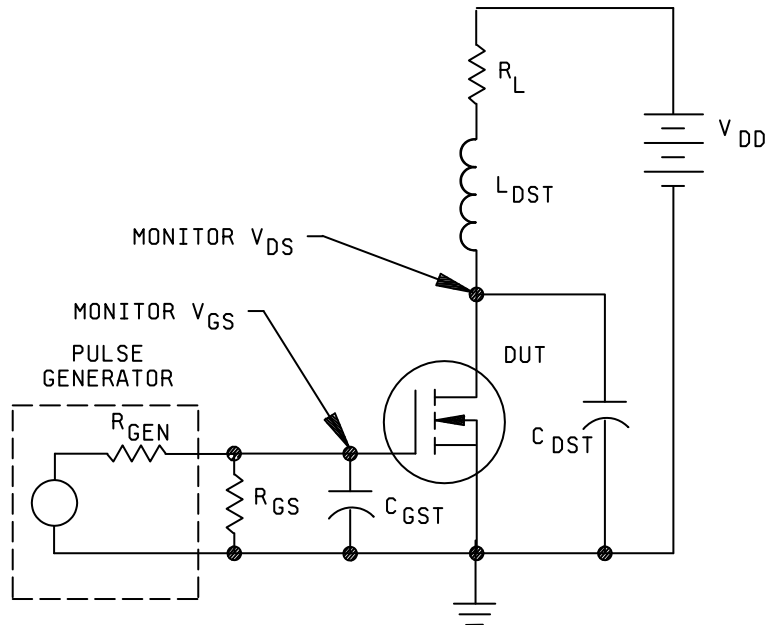 R_L
V_DD
L_DST
MONITOR V_DS
MONITOR V_GS
PULSE
GENERATOR
DUT
R_GEN
C_DST
R_GS
C_GST